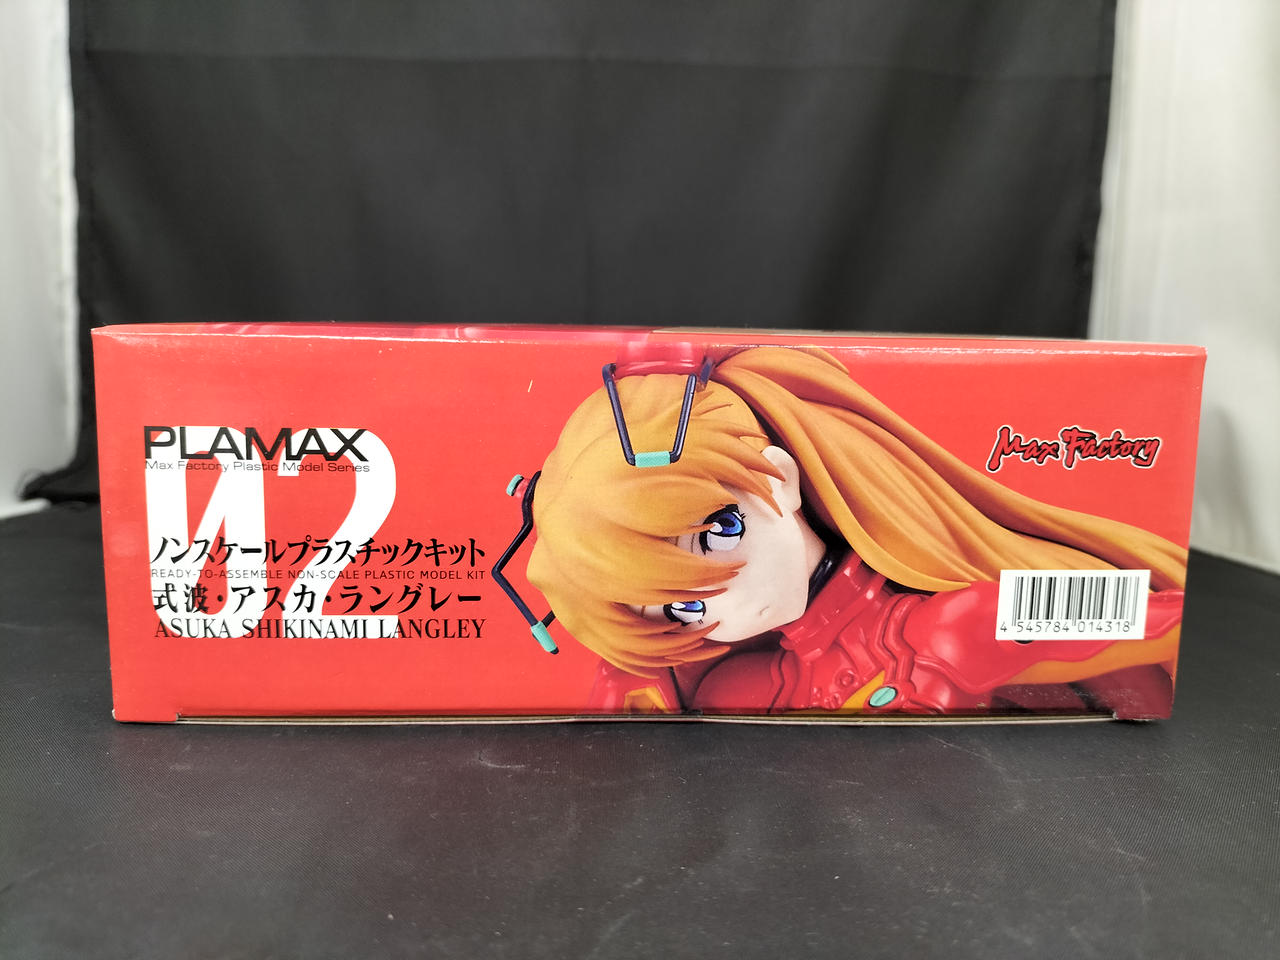 PLAMAX
Max Factory Plastic Model Series
02
ノンスケールプラスチックキット
READY-TO-ASSEMBLE NON-SCALE PLASTIC MODEL KIT
式波・アスカ・ラングレー
ASUKA SHIKINAMI LANGLEY
Max Factory
4 545784 014318